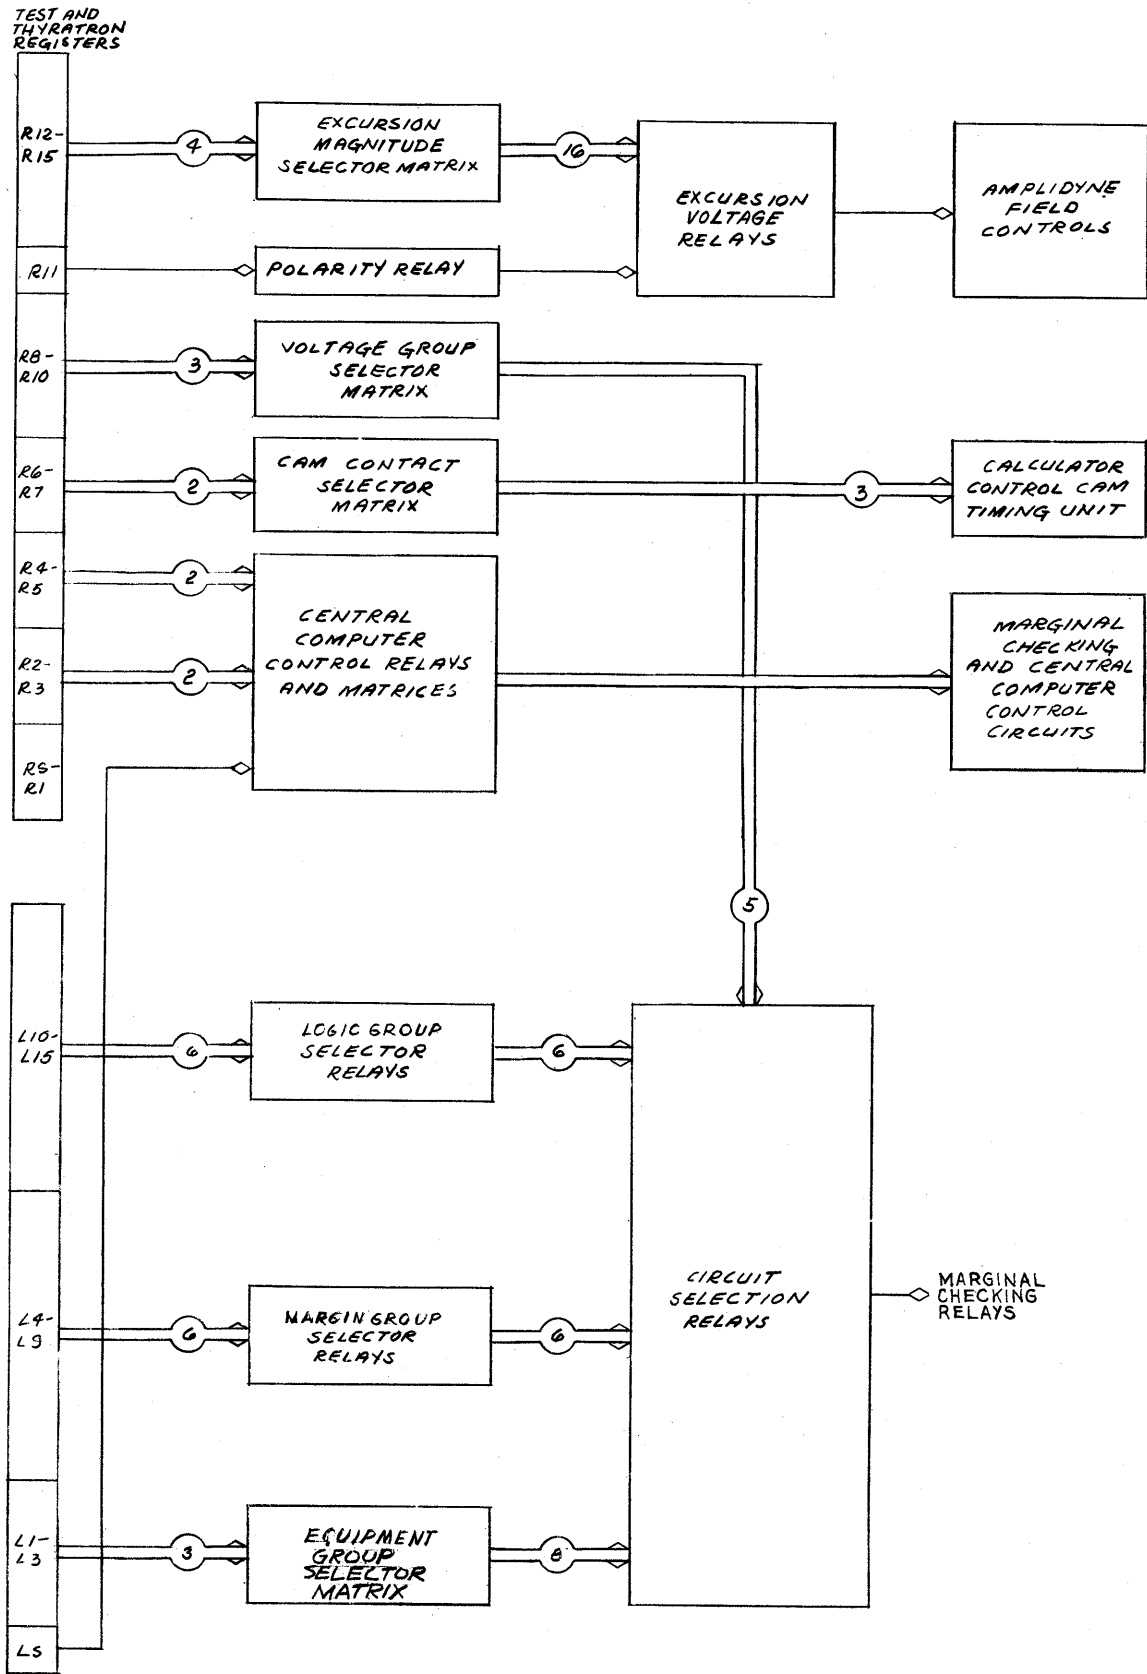 TEST AND
THYRATRON
REGISTERS
R12-
R15
4
EXCURSION
MAGNITUDE
SELECTOR MATRIX
16
EXCURSION
VOLTAGE
RELAYS
AMPLIDYNE
FIELD
CONTROLS
R11
POLARITY RELAY
R8-
R10
3
VOLTAGE GROUP
SELECTOR
MATRIX
R6-
R7
2
CAM CONTACT
SELECTOR
MATRIX
3
CALCULATOR
CONTROL CAM
TIMING UNIT
R4-
R5
2
CENTRAL
COMPUTER
CONTROL RELAYS
AND MATRICES
R2-
R3
2
MARGINAL
CHECKING
AND CENTRAL
COMPUTER
CONTROL
CIRCUITS
RS-
R1
5
L10-
L15
6
LOGIC GROUP
SELECTOR
RELAYS
6
CIRCUIT
SELECTION
RELAYS
MARGINAL
CHECKING
RELAYS
L4-
L9
6
MARGIN GROUP
SELECTOR
RELAYS
6
L1-
L3
3
EQUIPMENT
GROUP
SELECTOR
MATRIX
8
LS